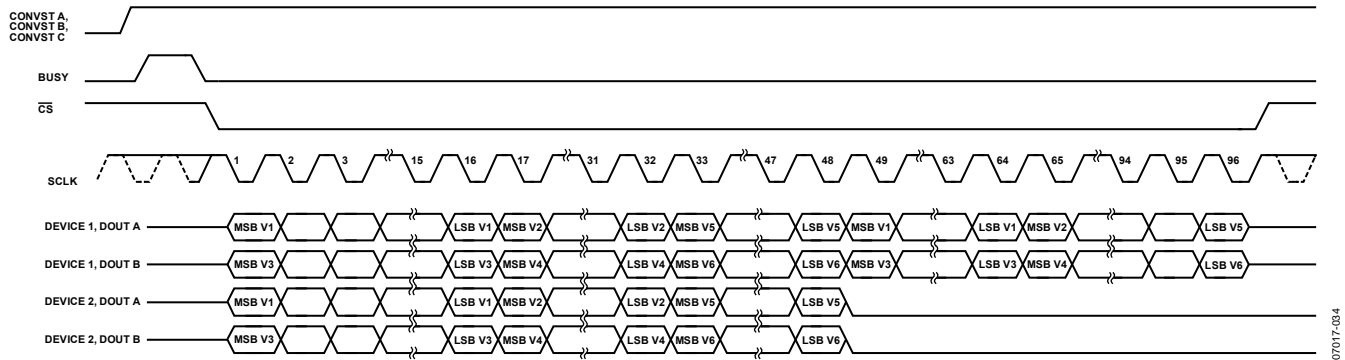 CONVST A,
CONVST B,
CONVST C
BUSY
CS
SCLK
1 2 3 15 16 17 31 32 33 47 48 49 63 64 65 94 95 96
DEVICE 1, DOUT A MSB V1 LSB V1 MSB V2 LSB V2 MSB V5 LSB V5 MSB V1 LSB V1 MSB V2 LSB V5
DEVICE 1, DOUT B MSB V3 LSB V3 MSB V4 LSB V4 MSB V6 LSB V6 MSB V3 LSB V3 MSB V4 LSB V6
DEVICE 2, DOUT A MSB V1 LSB V1 MSB V2 LSB V2 MSB V5 LSB V5
DEVICE 2, DOUT B MSB V3 LSB V3 MSB V4 LSB V4 MSB V6 LSB V6
07017-034